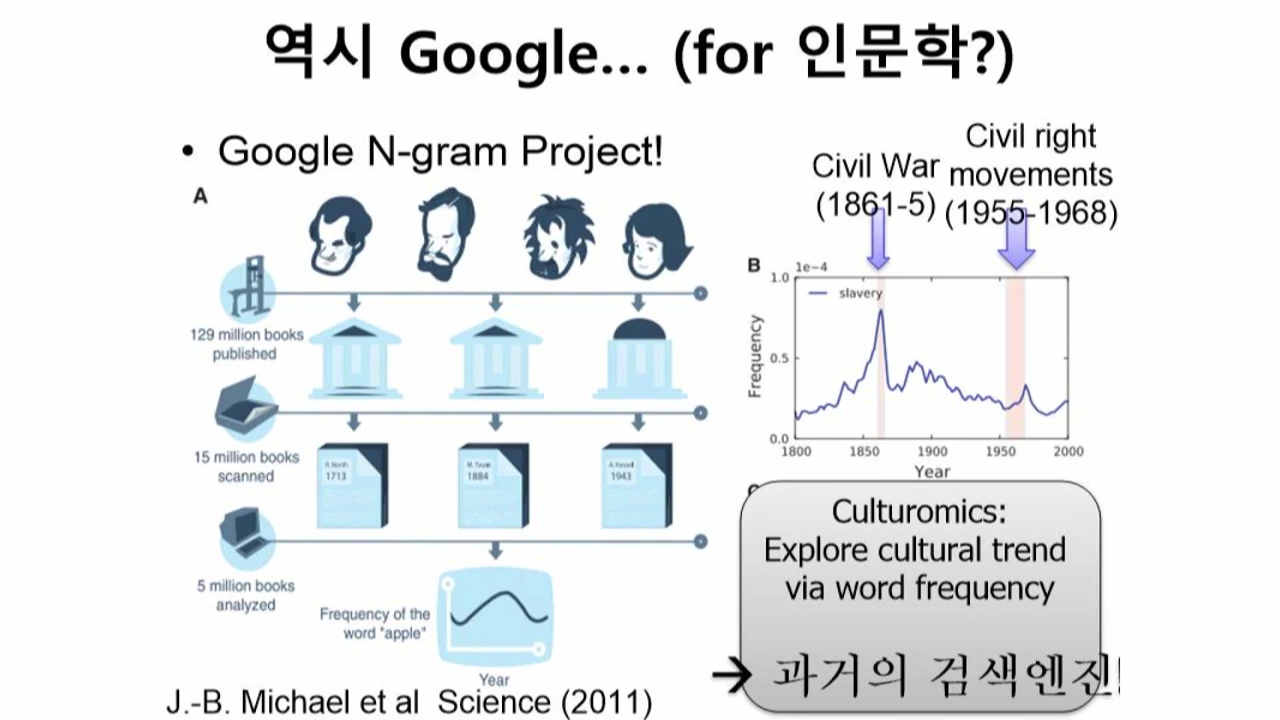 역시 Google... (for 인문학?)
• Google N-gram Project!
A
129 million books
published
15 million books
scanned
1713
1884
1943
5 million books
analyzed
Frequency of the
word "apple"
Year
J.-B. Michael et al Science (2011)
Civil War
(1861-5)
Civil right
movements
(1955-1968)
B
1e−4
slavery
Frequency
1.0
0.5
0.0
1800 1850 1900 1950 2000
Year
Culturomics:
Explore cultural trend
via word frequency
→ 과거의 검색엔진!